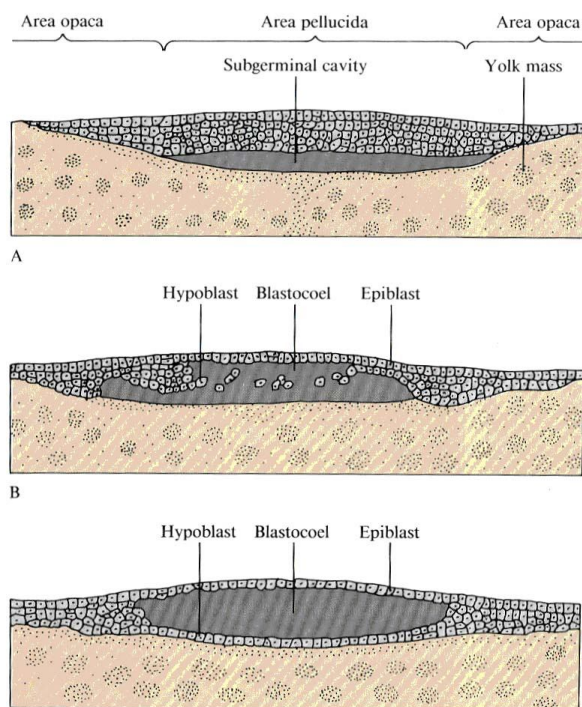 Area opaca Area pellucida Area opaca
Subgerminal cavity Yolk mass
A
Hypoblast Blastocoel Epiblast
B
Hypoblast Blastocoel Epiblast